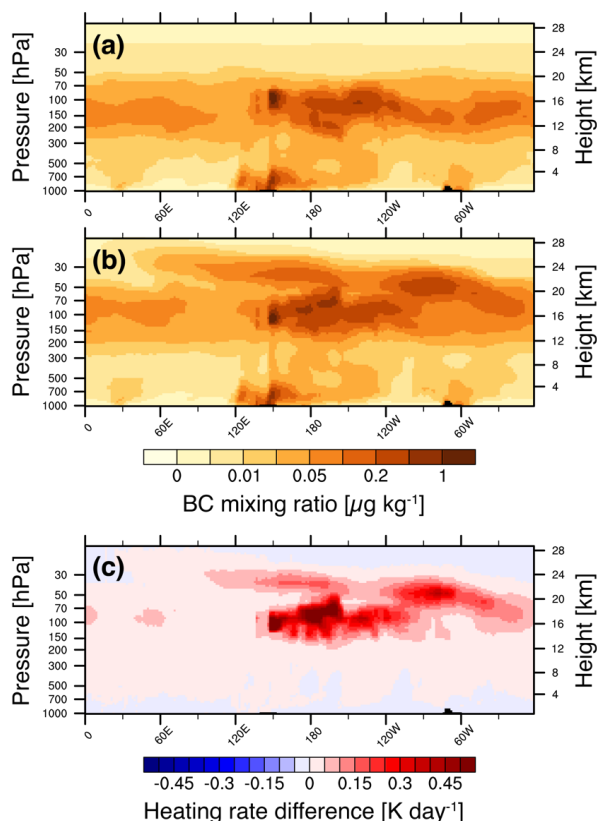 (a)
Pressure [hPa]
30
50
70
100
150
200
300
500
700
1000
28
24
20
16
12
8
4
Height [km]
0
60E
120E
180
120W
60W
(b)
Pressure [hPa]
30
50
70
100
150
200
300
500
700
1000
28
24
20
16
12
8
4
Height [km]
0
60E
120E
180
120W
60W
0 0.01 0.05 0.2 1
BC mixing ratio [µg kg⁻¹]
(c)
Pressure [hPa]
30
50
70
100
150
200
300
500
700
1000
28
24
20
16
12
8
4
Height [km]
0
60E
120E
180
120W
60W
-0.45 -0.3 -0.15 0 0.15 0.3 0.45
Heating rate difference [K day⁻¹]